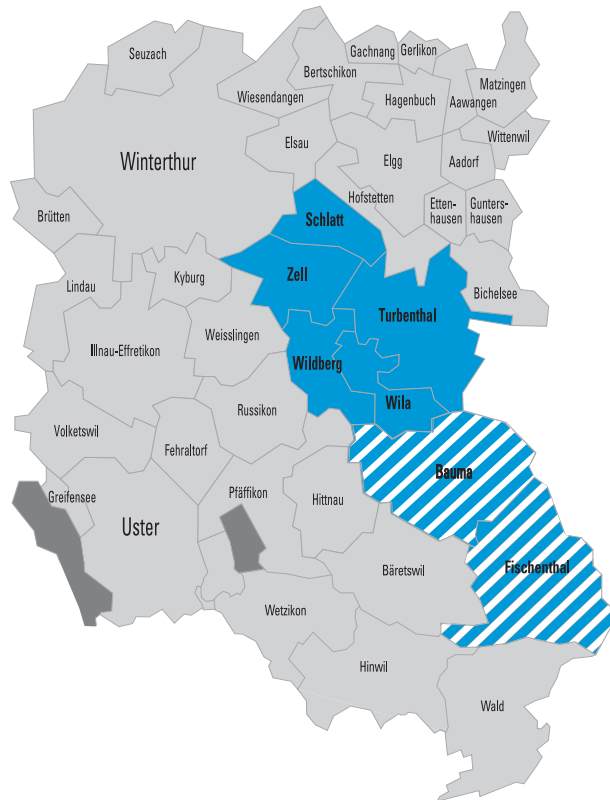 Seuzach
Gachnang
Gerlikon
Bertschikon
Matzingen
Wiesendangen
Hagenbuch
Aawangen
Wittenwil
Elsau
Winterthur
Elgg
Aadorf
Hofstetten
Etten-
hausen
Gunters-
hausen
Brütten
Schlatt
Zell
Kyburg
Lindau
Bichelsee
Turbenthal
Weisslingen
Illnau-Effretikon
Wildberg
Wila
Russikon
Volketswil
Fehraltorf
Bauma
Greifensee
Pfäffikon
Hittnau
Uster
Bäretswil
Fischenthal
Wetzikon
Hinwil
Wald